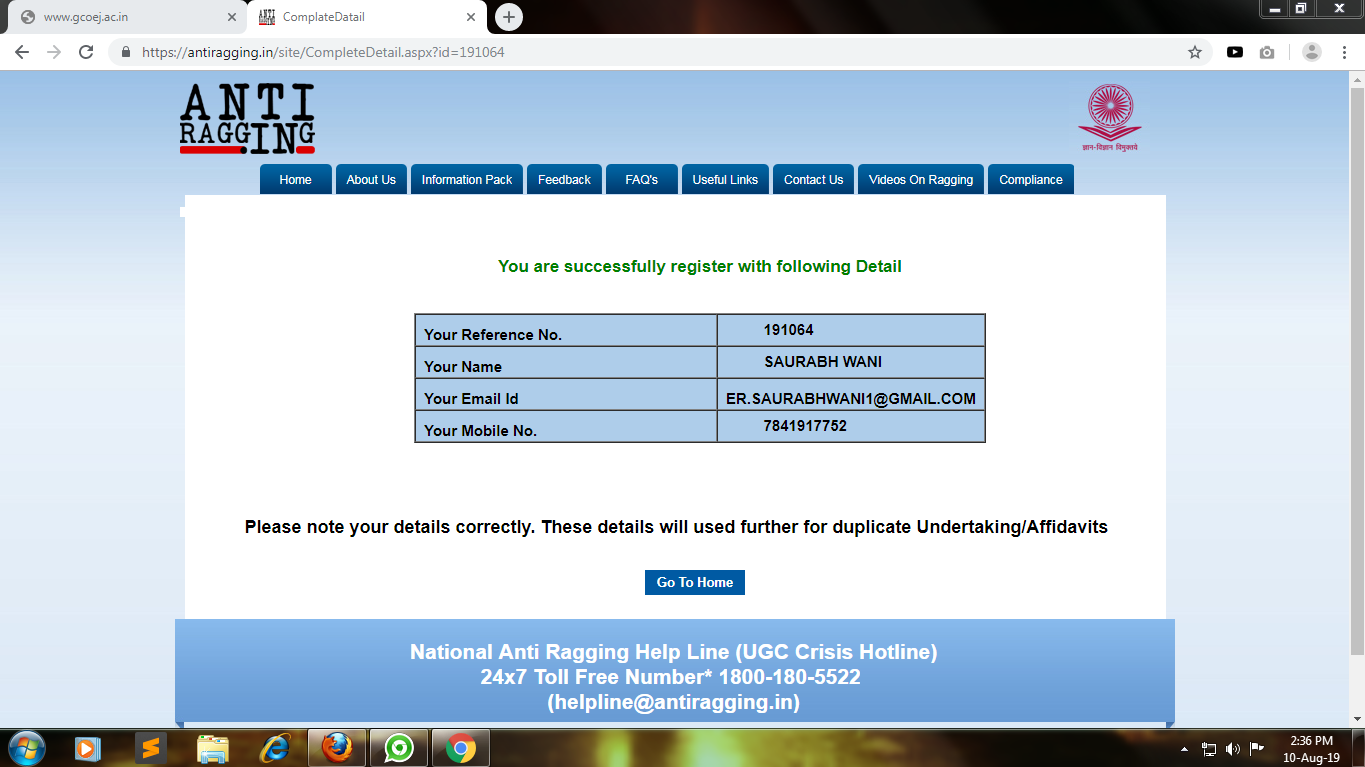 www.gcoej.ac.in
ComplateDatail
https://antiragging.in/site/CompleteDetail.aspx?id=191064
ANTI
RAGGING.IN
ज्ञान-विज्ञान विमुक्तये
Home About Us Information Pack Feedback FAQ's Useful Links Contact Us Videos On Ragging Compliance
You are successfully register with following Detail
Your Reference No. 191064
Your Name SAURABH WANI
Your Email Id ER.SAURABHWANI1@GMAIL.COM
Your Mobile No. 7841917752
Please note your details correctly. These details will used further for duplicate Undertaking/Affidavits
Go To Home
National Anti Ragging Help Line (UGC Crisis Hotline)
24x7 Toll Free Number* 1800-180-5522
(helpline@antiragging.in)
2:36 PM
10-Aug-19